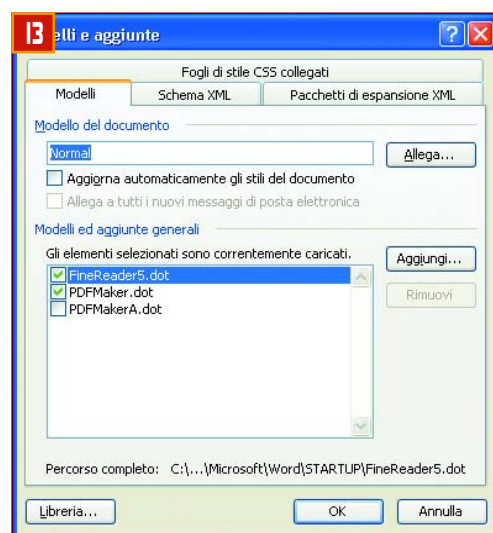 13
elli e aggiunte
Fogli di stile CSS collegati
Modelli
Schema XML
Pacchetti di espansione XML
Modello del documento
Normal
Allega...
Aggiorna automaticamente gli stili del documento
Allega a tutti i nuovi messaggi di posta elettronica
Modelli ed aggiunte generali
Gli elementi selezionati sono correntemente caricati.
Aggiungi...
FineReader5.dot
PDFMaker.dot
Rimuovi
PDFMakerA.dot
Percorso completo: C:\...\Microsoft\Word\STARTUP\FineReader5.dot
Libreria...
OK
Annulla